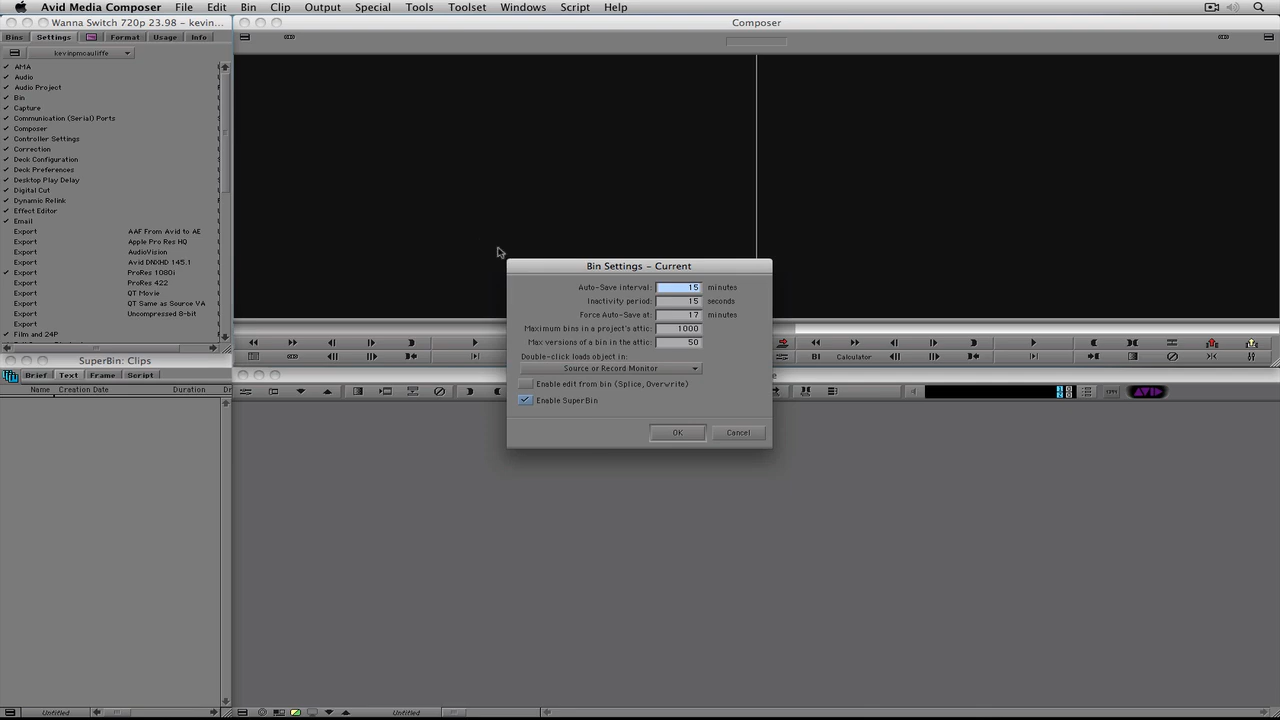 Avid Media Composer File Edit Bin Clip Output Special Tools Toolset Windows Script Help
Wanna Switch 720p 23.98 - kevin...
Composer
Bins Settings Format Usage Info
kevinpmcauliffe
AMA
Audio
Audio Project
Bin
Capture
Communication (Serial) Ports
Composer
Controller Settings
Correction
Deck Configuration
Deck Preferences
Desktop Play Delay
Digital Cut
Dynamic Relink
Effect Editor
Email
Export AAF From Avid to AE
Export Apple Pro Res HQ
Export AudioVision
Export Avid DNXHD 145.1
Export ProRes 1080i
Export ProRes 422
Export QT Movie
Export QT Same as Source VA
Export Uncompressed 8-bit
Export
Film and 24P
Bin Settings - Current
Auto-Save interval: 15 minutes
Inactivity period: 15 seconds
Force Auto-Save at: 17 minutes
Maximum bins in a project's attic: 1000
Max versions of a bin in the attic: 50
Double-click loads object in:
Source or Record Monitor
Enable edit from bin (Splice, Overwrite)
Enable SuperBin
OK Cancel
Calculator
SuperBin: Clips
Brief Text Frame Script
Name Creation Date Duration Dr
AVID
Untitled
Untitled